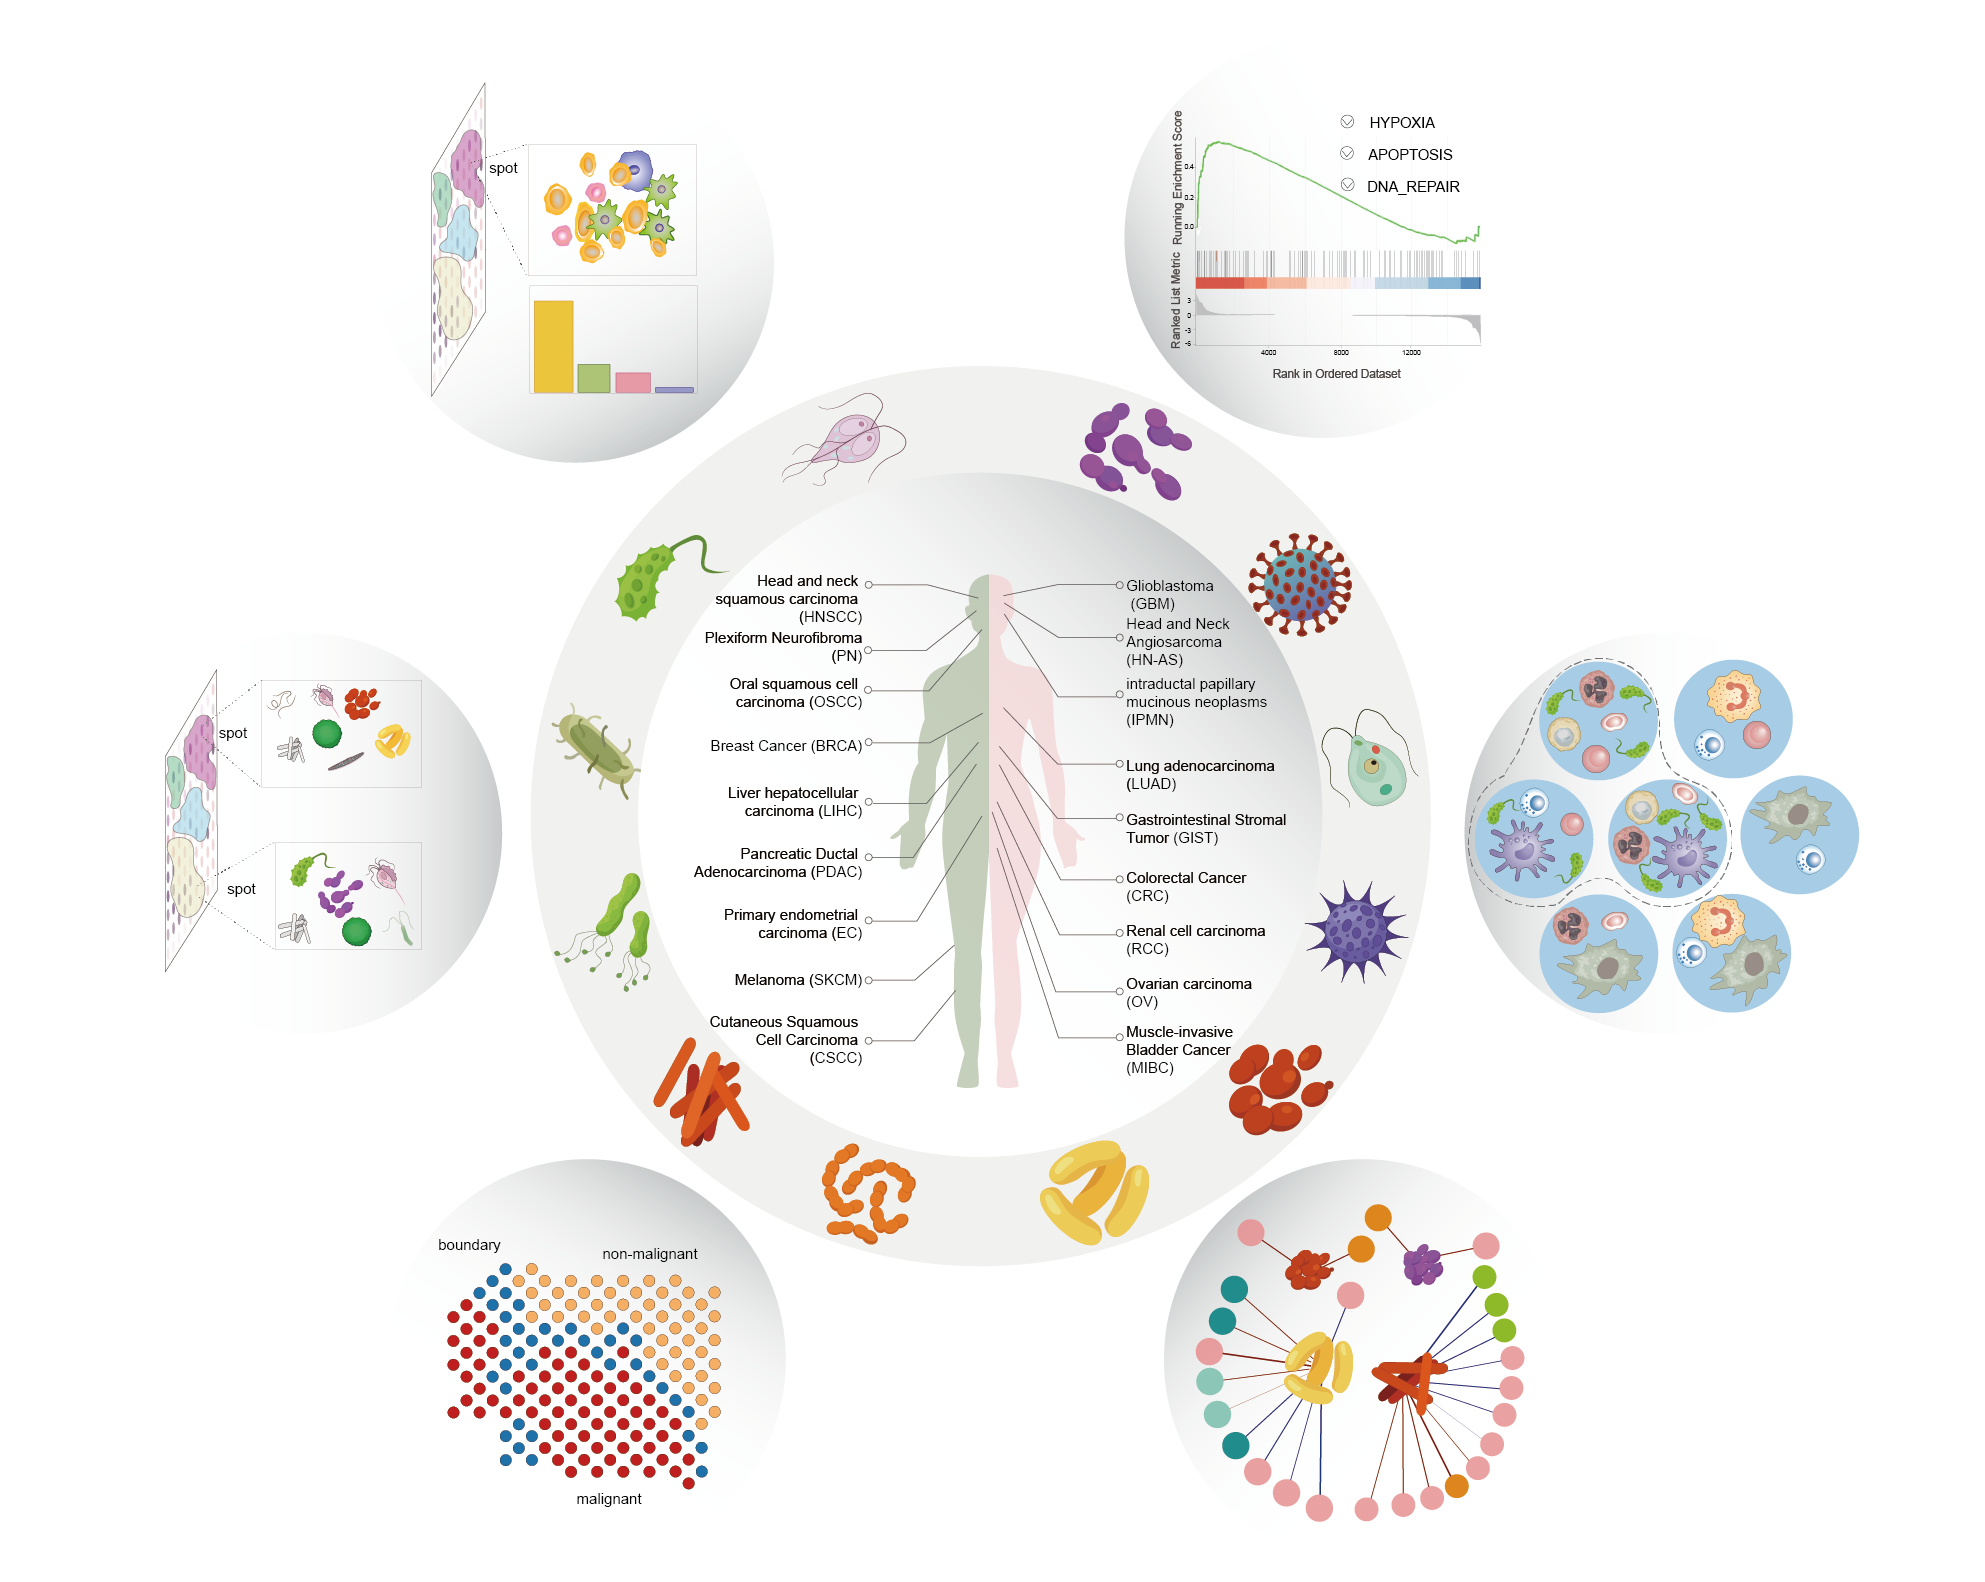 spot
Running Enrichment Score
0.4
0.2
0.0
Ranked List Metric
3
0
-3
-6
4000
8000
12000
Rank in Ordered Dataset
HYPOXIA
APOPTOSIS
DNA_REPAIR
spot
spot
Head and neck
squamous carcinoma
(HNSCC)
Plexiform Neurofibroma
(PN)
Oral squamous cell
carcinoma (OSCC)
Breast Cancer (BRCA)
Liver hepatocellular
carcinoma (LIHC)
Pancreatic Ductal
Adenocarcinoma (PDAC)
Primary endometrial
carcinoma (EC)
Melanoma (SKCM)
Cutaneous Squamous
Cell Carcinoma
(CSCC)
Glioblastoma
(GBM)
Head and Neck
Angiosarcoma
(HN-AS)
intraductal papillary
mucinous neoplasms
(IPMN)
Lung adenocarcinoma
(LUAD)
Gastrointestinal Stromal
Tumor (GIST)
Colorectal Cancer
(CRC)
Renal cell carcinoma
(RCC)
Ovarian carcinoma
(OV)
Muscle-invasive
Bladder Cancer
(MIBC)
boundary
non-malignant
malignant